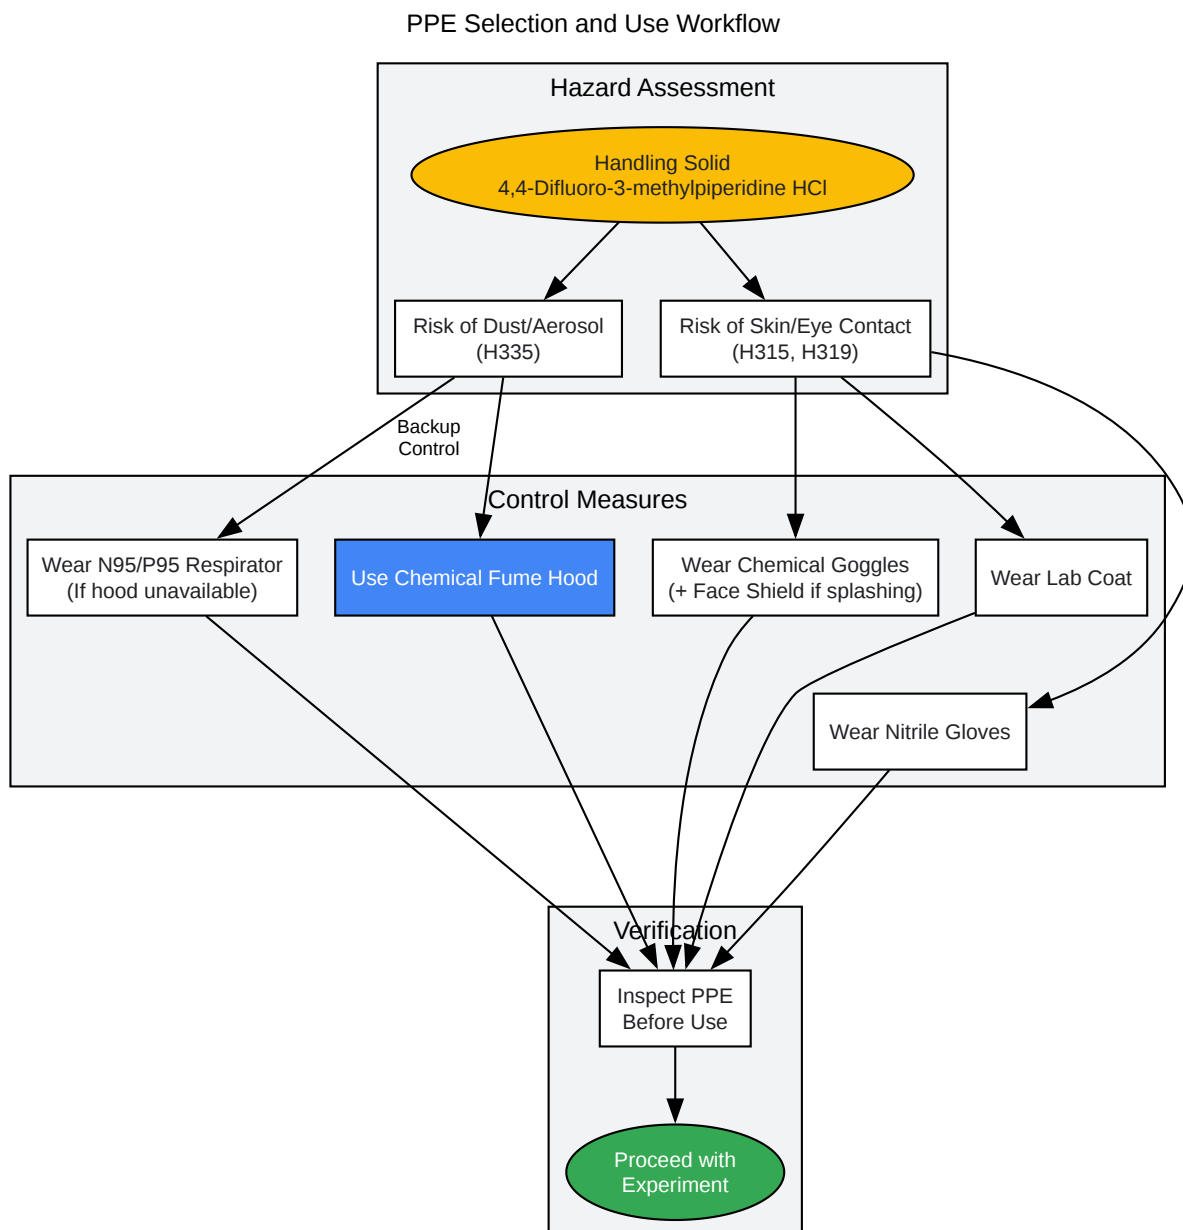 PPE Selection and Use Workflow
Hazard Assessment
Handling Solid
4,4-Difluoro-3-methylpiperidine HCl
Risk of Dust/Aerosol
(H335)
Risk of Skin/Eye Contact
(H315, H319)
Backup
Control
Control Measures
Wear N95/P95 Respirator
(If hood unavailable)
Use Chemical Fume Hood
Wear Chemical Goggles
(+ Face Shield if splashing)
Wear Lab Coat
Wear Nitrile Gloves
Verification
Inspect PPE
Before Use
Proceed with
Experiment